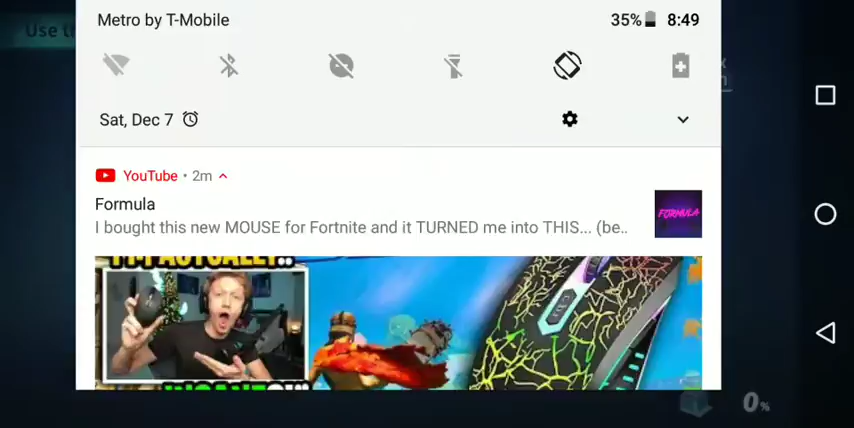 Use t
Metro by T-Mobile
35%
8:49
Sat, Dec 7
YouTube • 2m
Formula
I bought this new MOUSE for Fortnite and it TURNED me into THIS... (be..
FORMULA
0%